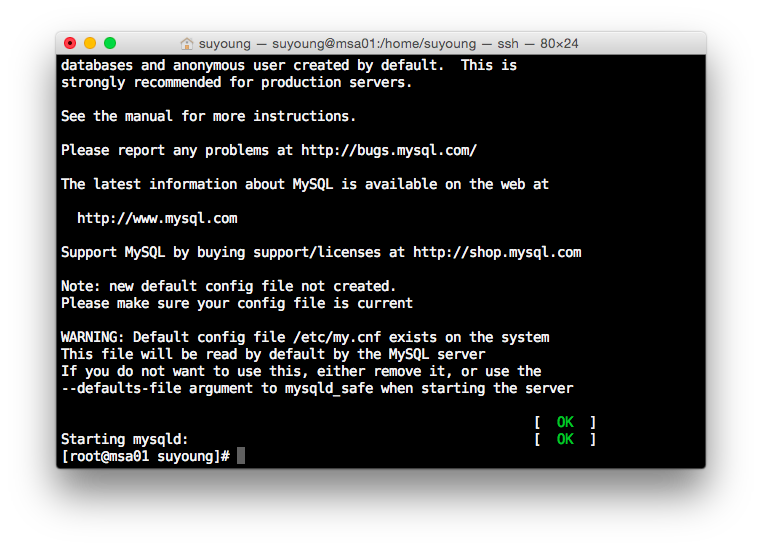 suyoung — suyoung@msa01:/home/suyoung — ssh — 80×24
databases and anonymous user created by default.  This is
strongly recommended for production servers.
See the manual for more instructions.
Please report any problems at http://bugs.mysql.com/
The latest information about MySQL is available on the web at
  http://www.mysql.com
Support MySQL by buying support/licenses at http://shop.mysql.com
Note: new default config file not created.
Please make sure your config file is current
WARNING: Default config file /etc/my.cnf exists on the system
This file will be read by default by the MySQL server
If you do not want to use this, either remove it, or use the
--defaults-file argument to mysqld_safe when starting the server
[  OK  ]
Starting mysqld:                                           [  OK  ]
[root@msa01 suyoung]#